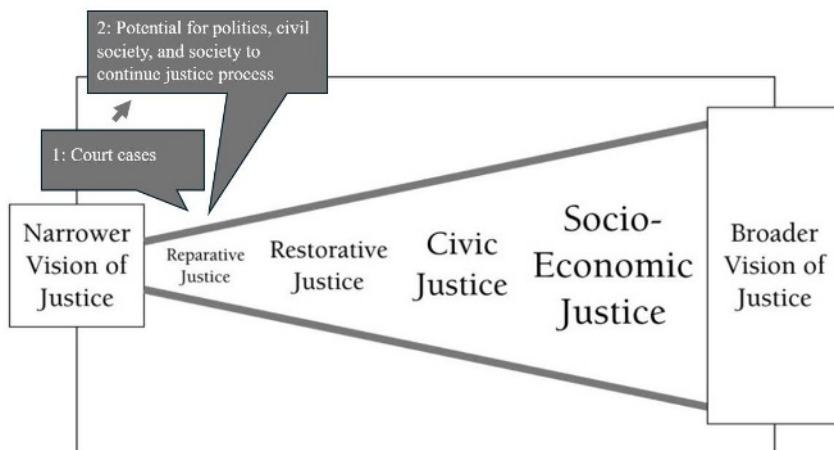 2: Potential for politics, civil
society, and society to
continue justice process
1: Court cases
Narrower
Vision of
Justice
Reparative
Justice
Restorative
Justice
Civic
Justice
Socio-
Economic
Justice
Broader
Vision of
Justice